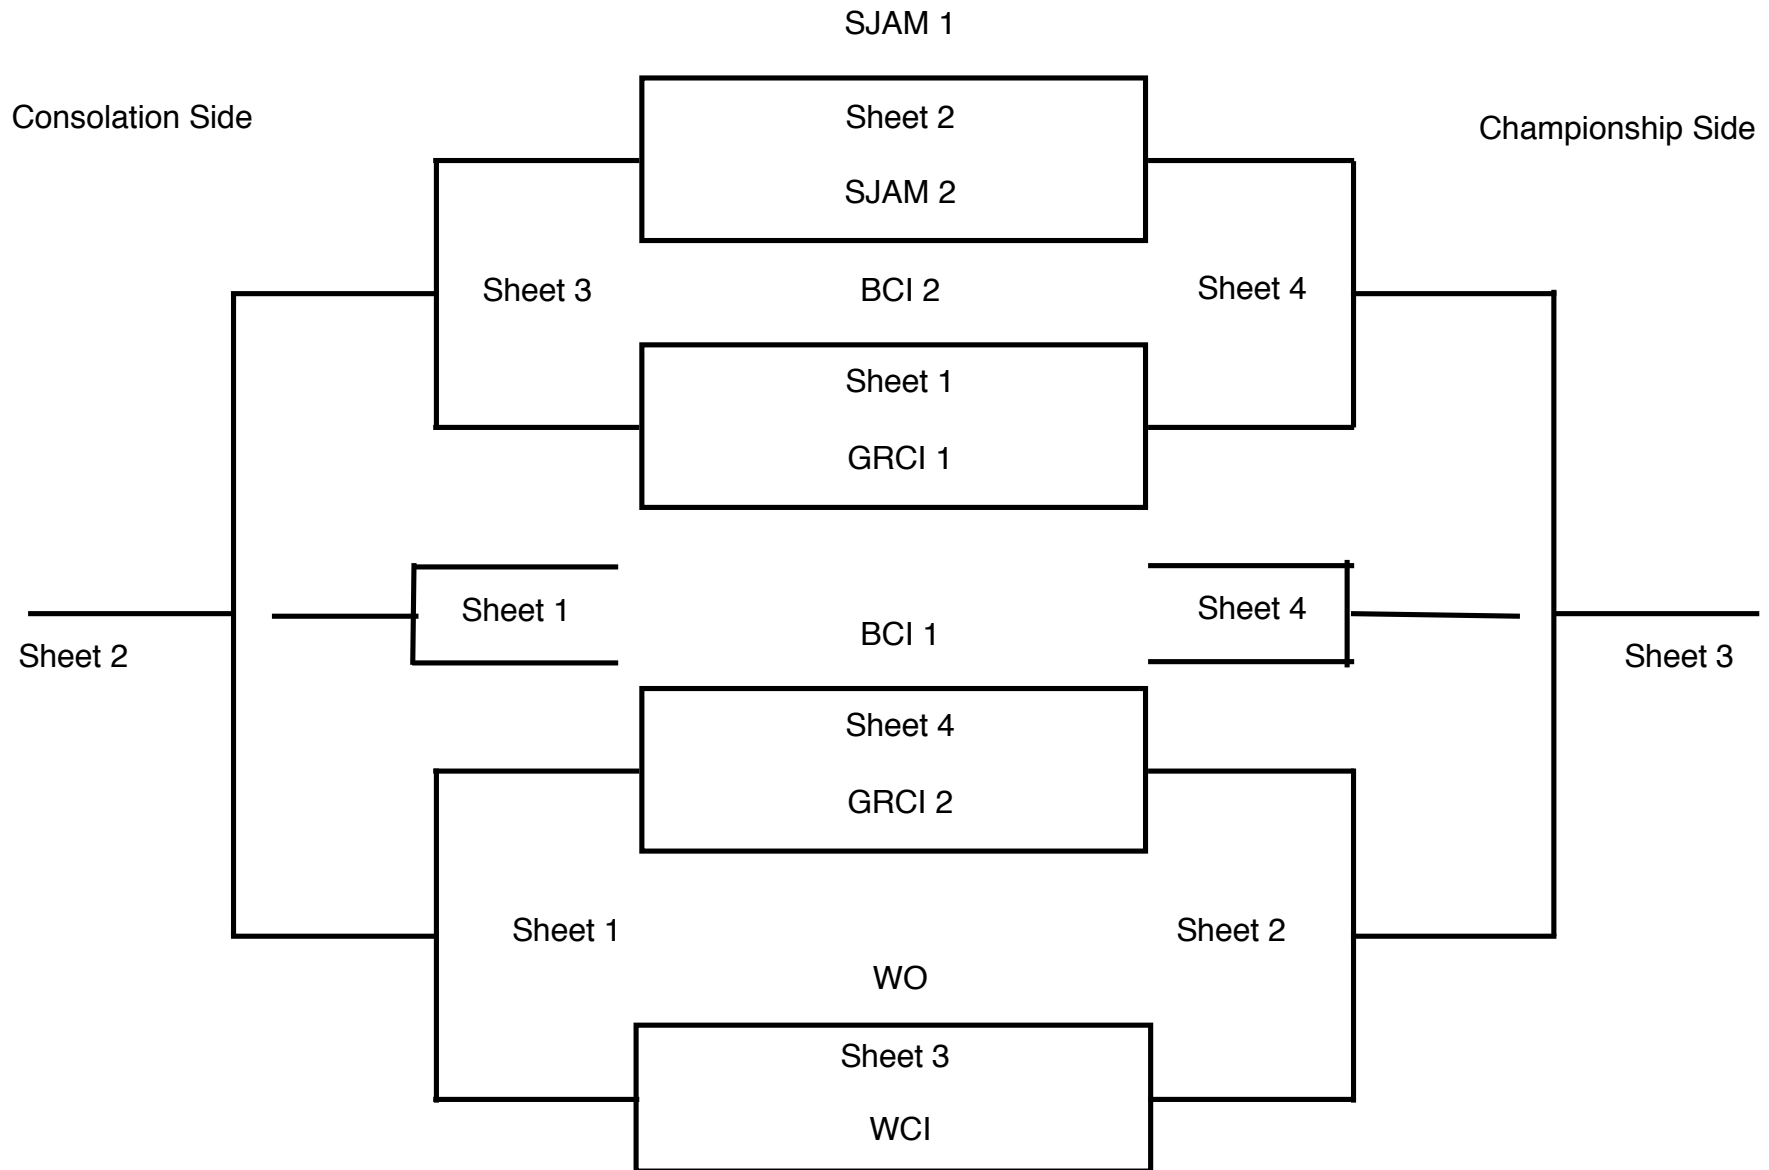 SJAM 1
Consolation Side
Sheet 2
Championship Side
SJAM 2
Sheet 3
BCI 2
Sheet 4
Sheet 1
GRCI 1
Sheet 1
BCI 1
Sheet 4
Sheet 2
Sheet 3
Sheet 4
GRCI 2
Sheet 1
Sheet 2
WO
Sheet 3
WCI